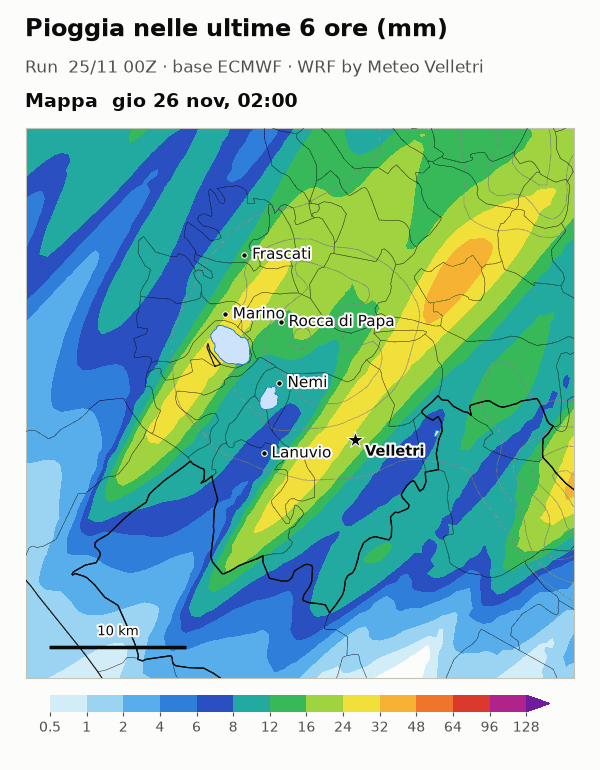 Pioggia nelle ultime 6 ore (mm)
Run 25/11 00Z · base ECMWF · WRF by Meteo Velletri
Mappa gio 26 nov, 02:00
Frascati
Marino
Rocca di Papa
Nemi
Velletri
Lanuvio
10 km
0.5 1 2 4 6 8 12 16 24 32 48 64 96 128